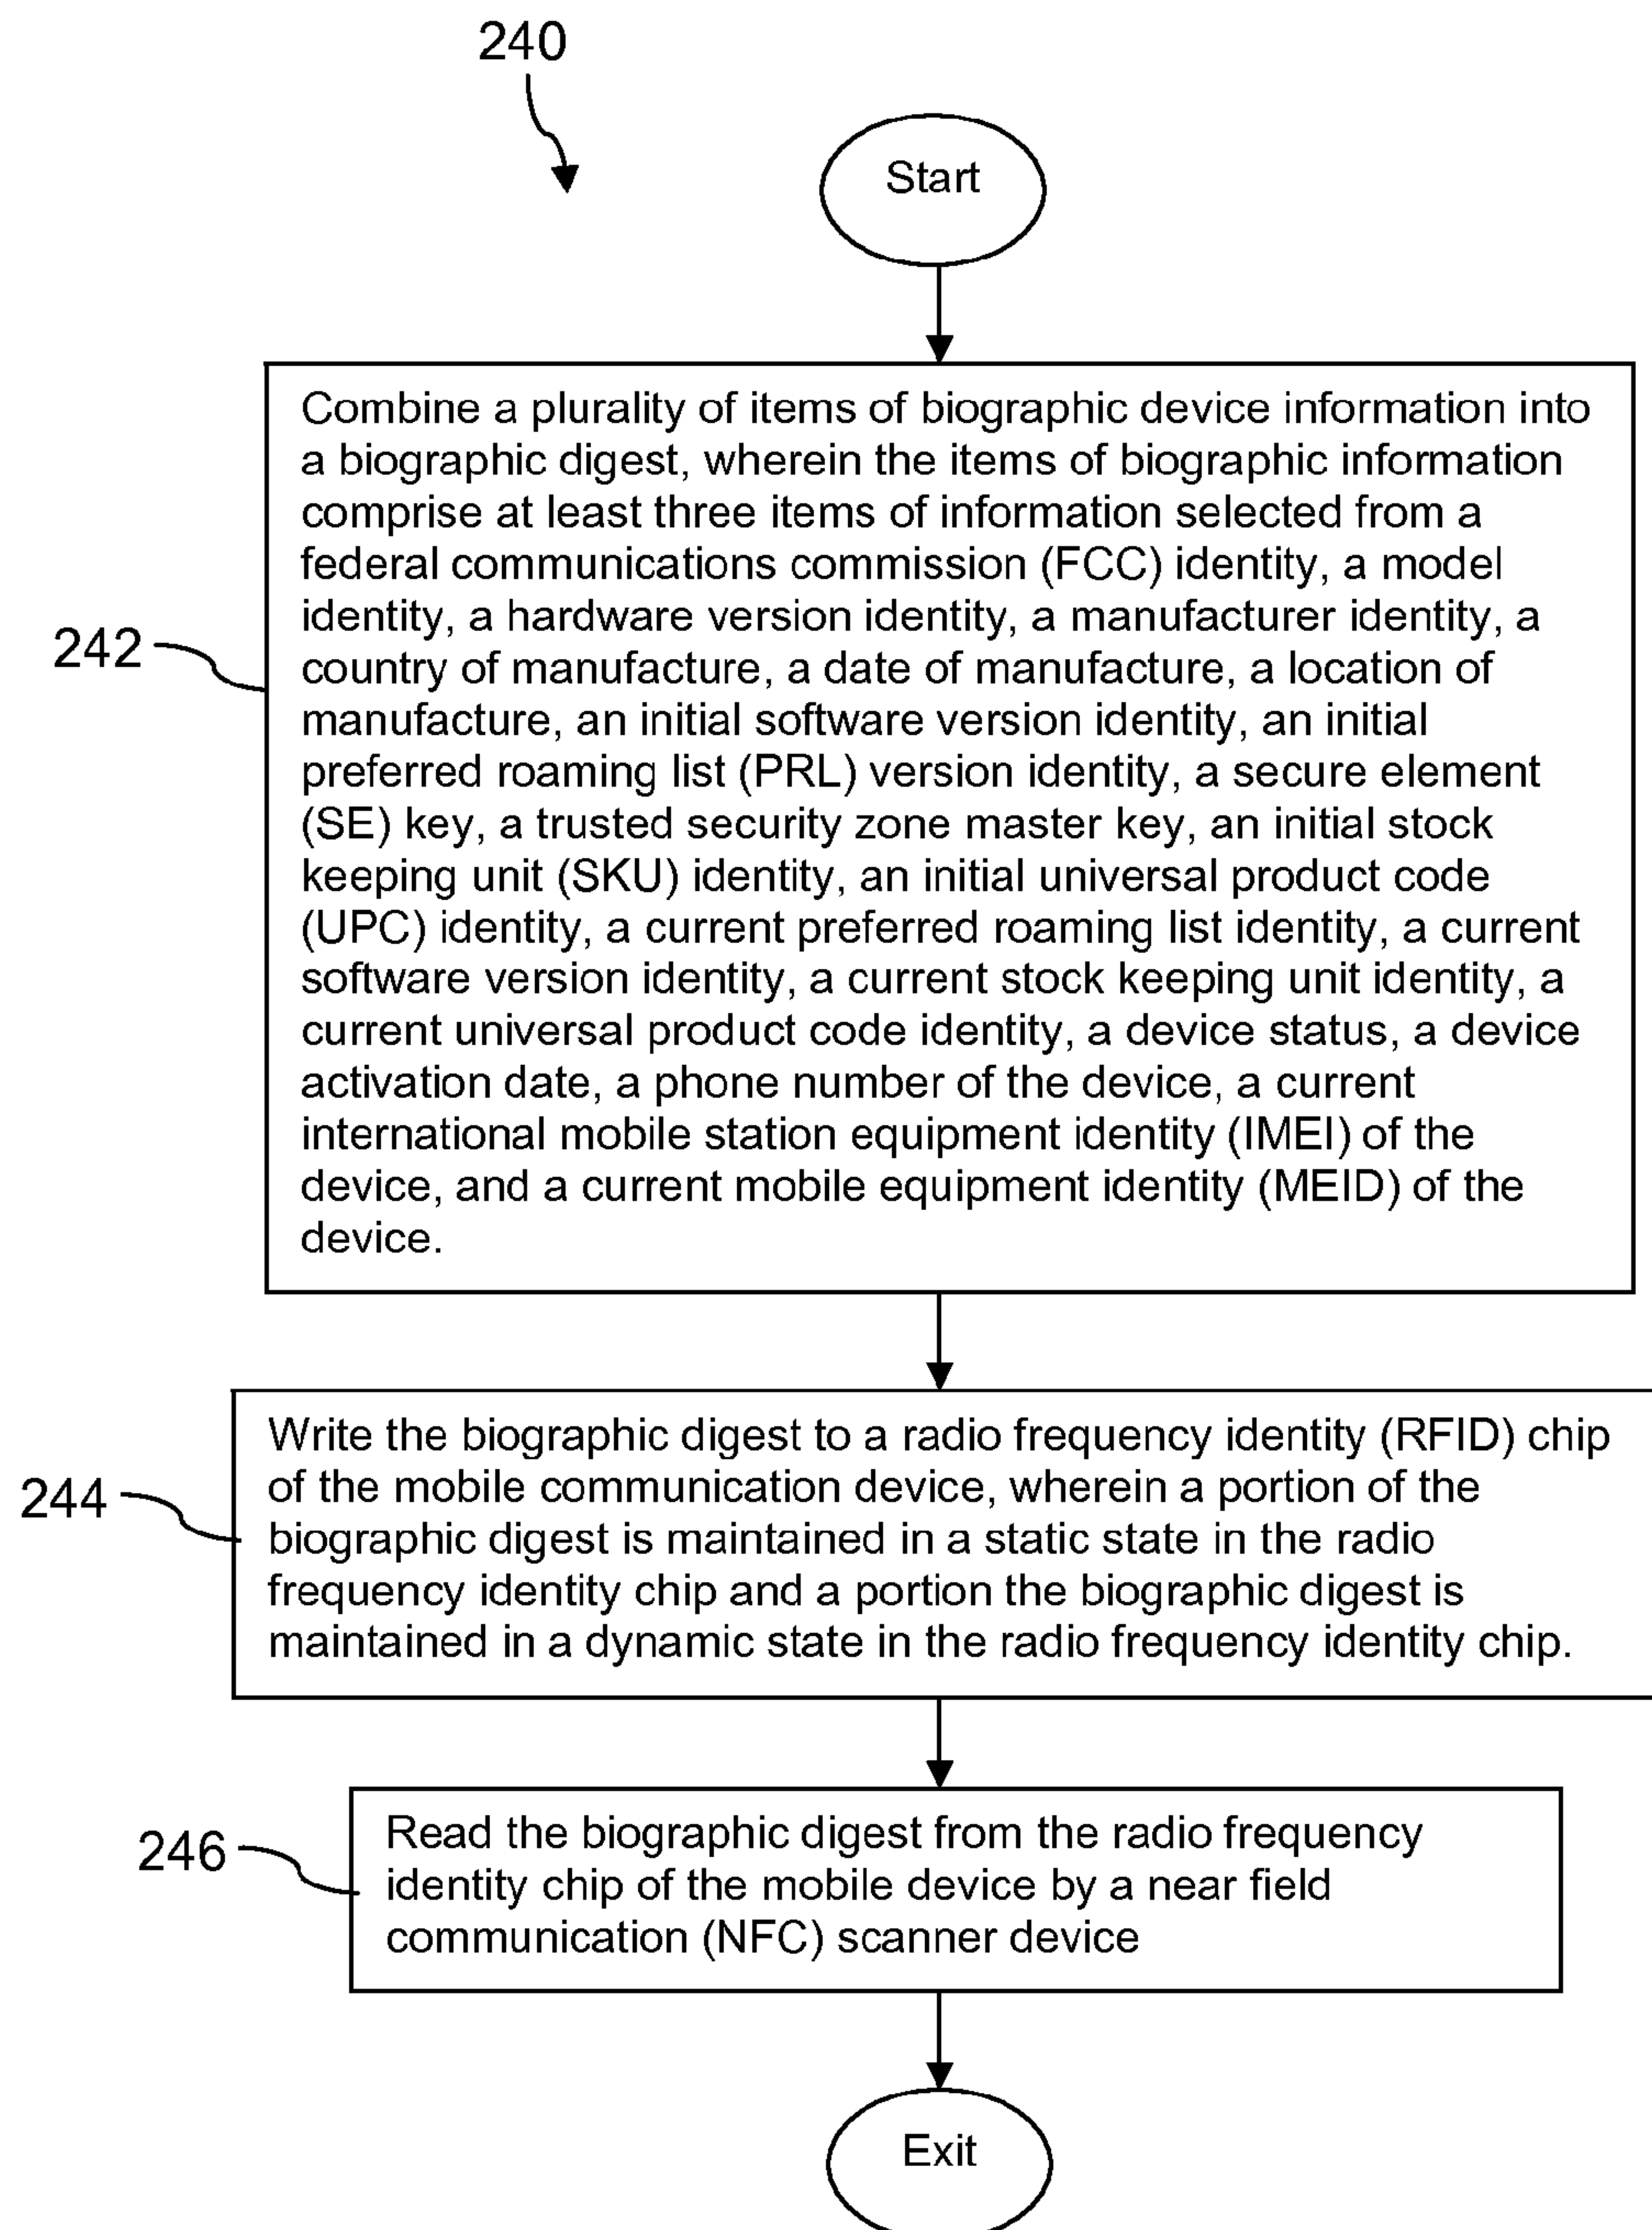 240
Start
Combine a plurality of items of biographic device information into
a biographic digest, wherein the items of biographic information
comprise at least three items of information selected from a
federal communications commission (FCC) identity, a model
identity, a hardware version identity, a manufacturer identity, a
242
country of manufacture, a date of manufacture, a location of
manufacture, an initial software version identity, an initial
preferred roaming list (PRL) version identity, a secure element
(SE) key, a trusted security zone master key, an initial stock
keeping unit (SKU) identity, an initial universal product code
(UPC) identity, a current preferred roaming list identity, a current
software version identity, a current stock keeping unit identity, a
current universal product code identity, a device status, a device
activation date, a phone number of the device, a current
international mobile station equipment identity (IMEI) of the
device, and a current mobile equipment identity (MEID) of the
device.
Write the biographic digest to a radio frequency identity (RFID) chip
of the mobile communication device, wherein a portion of the
244
biographic digest is maintained in a static state in the radio
frequency identity chip and a portion the biographic digest is
maintained in a dynamic state in the radio frequency identity chip.
Read the biographic digest from the radio frequency
246
identity chip of the mobile device by a near field
communication (NFC) scanner device
Exit